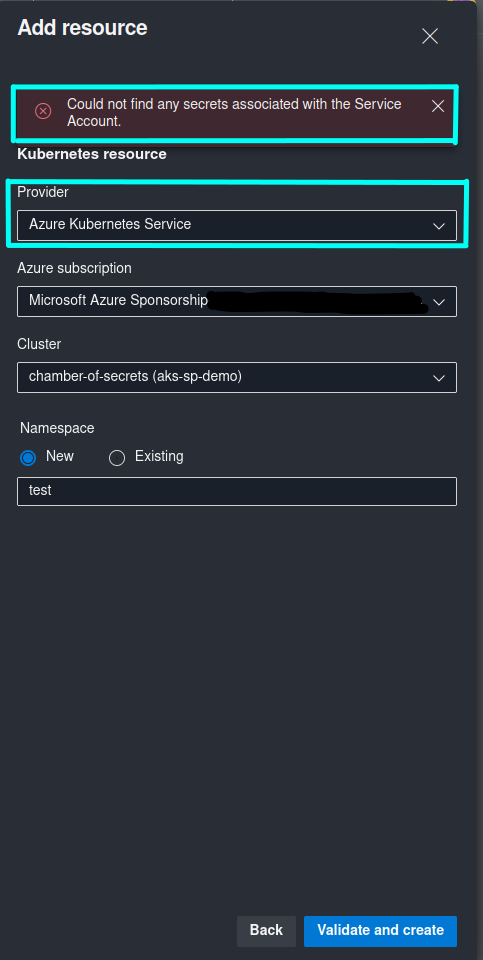 Add resource
Could not find any secrets associated with the Service
Account.
Kubernetes resource
Provider
Azure Kubernetes Service
Azure subscription
Microsoft Azure Sponsorship
Cluster
chamber-of-secrets (aks-sp-demo)
Namespace
New
Existing
test
Back
Validate and create